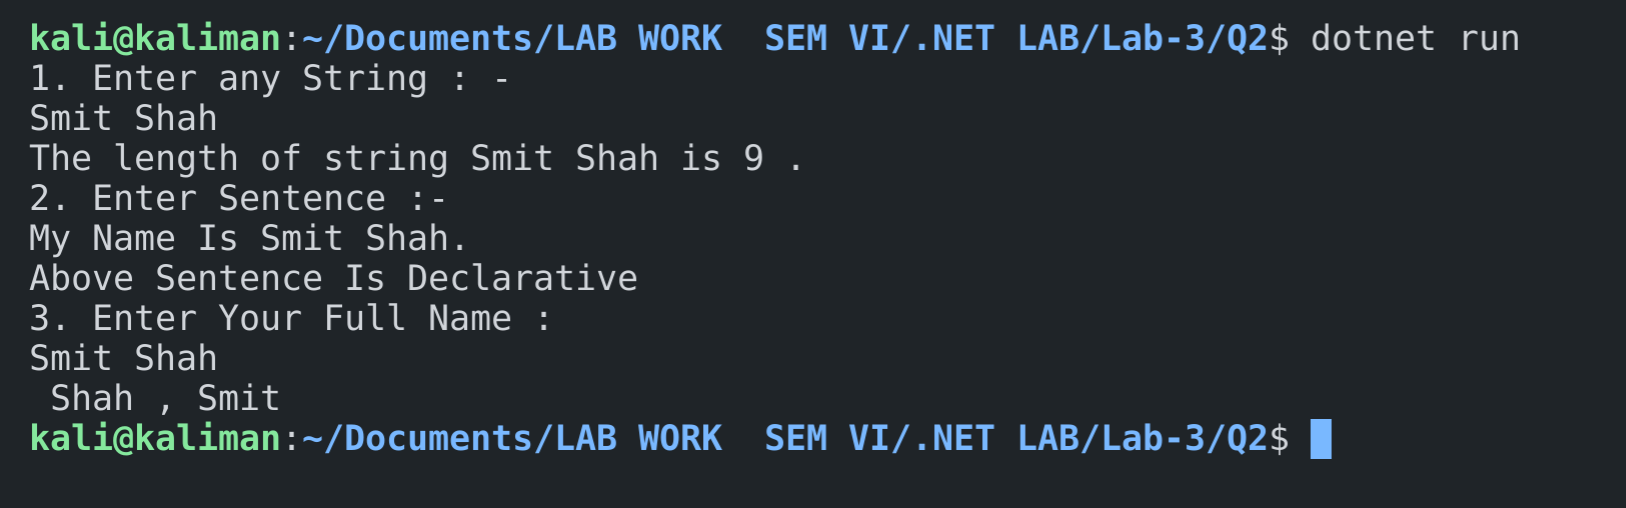 kali@kaliman:~/Documents/LAB WORK  SEM VI/.NET LAB/Lab-3/Q2$ dotnet run
1. Enter any String : -
Smit Shah
The length of string Smit Shah is 9 .
2. Enter Sentence :-
My Name Is Smit Shah.
Above Sentence Is Declarative
3. Enter Your Full Name :
Smit Shah
 Shah , Smit
kali@kaliman:~/Documents/LAB WORK  SEM VI/.NET LAB/Lab-3/Q2$